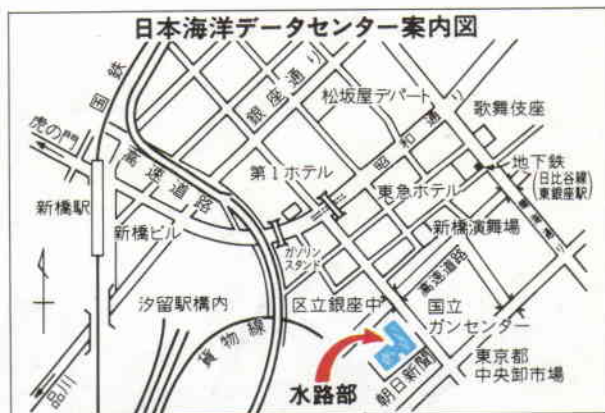 日本海洋データセンター案内図
国鉄
銀座通り
松坂屋デパート
歌舞伎座
虎の門
高速道路
第1ホテル
昭和通り
地下鉄
(日比谷線
東銀座駅)
東急ホテル
新橋駅
新橋ビル
新橋演舞場
ガソリン
スタンド
高速道路
汐留駅構内
区立銀座中
国立
ガンセンター
貨物線
東京都
中央卸市場
朝日新聞
水路部
品川